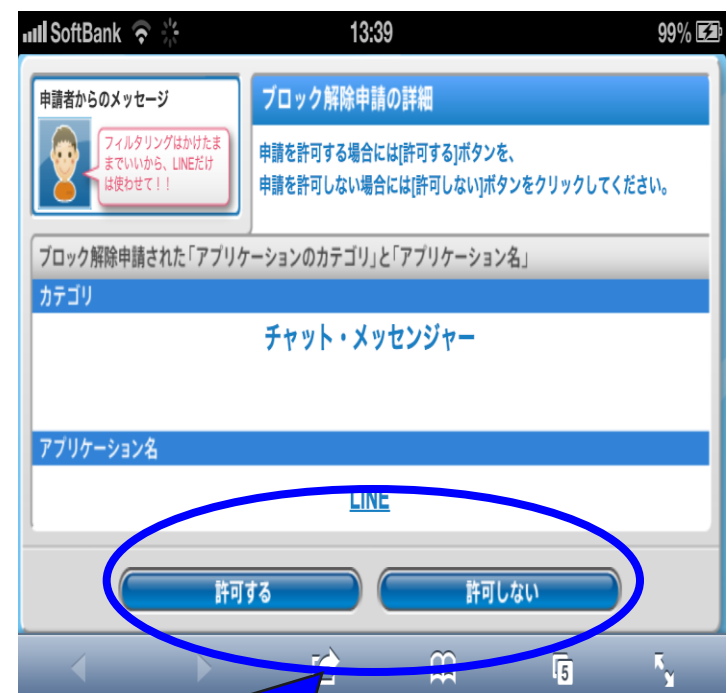 SoftBank 13:39 99%
申請者からのメッセージ
フィルタリングはかけたま
までいいから、LINEだけ
は使わせて！！
ブロック解除申請の詳細
申請を許可する場合には[許可する]ボタンを、
申請を許可しない場合には[許可しない]ボタンをクリックしてください。
ブロック解除申請された「アプリケーションのカテゴリ」と「アプリケーション名」
カテゴリ
チャット・メッセンジャー
アプリケーション名
LINE
許可する 許可しない
5